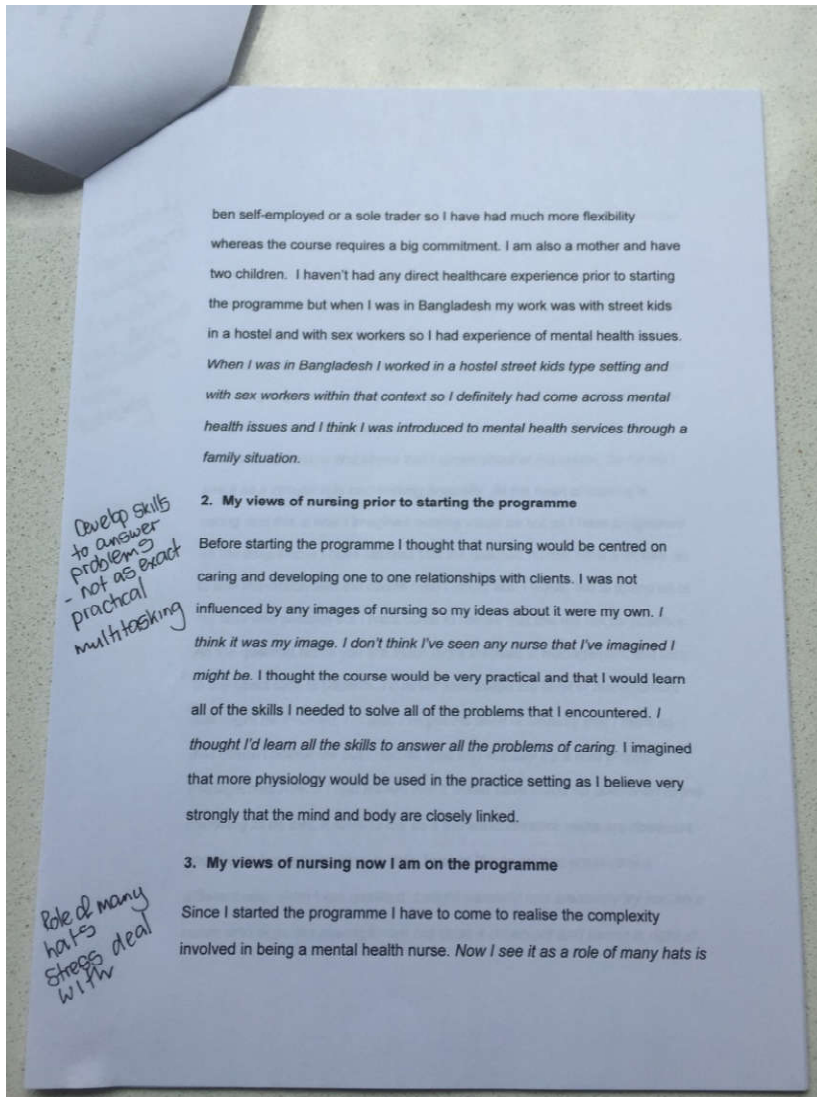 ben self-employed or a sole trader so I have had much more flexibility
whereas the course requires a big commitment. I am also a mother and have
two children.  I haven't had any direct healthcare experience prior to starting
the programme but when I was in Bangladesh my work was with street kids
in a hostel and with sex workers so I had experience of mental health issues.
When I was in Bangladesh I worked in a hostel street kids type setting and
with sex workers within that context so I definitely had come across mental
health issues and I think I was introduced to mental health services through a
family situation.
2.  My views of nursing prior to starting the programme
Develop skills
to answer
problems
- not as exact
practical
multitasking
Before starting the programme I thought that nursing would be centred on
caring and developing one to one relationships with clients. I was not
influenced by any images of nursing so my ideas about it were my own. I
think it was my image. I don't think I've seen any nurse that I've imagined I
might be. I thought the course would be very practical and that I would learn
all of the skills I needed to solve all of the problems that I encountered. I
thought I'd learn all the skills to answer all the problems of caring. I imagined
that more physiology would be used in the practice setting as I believe very
strongly that the mind and body are closely linked.
3.  My views of nursing now I am on the programme
Role of many
hats
stress deal
with
Since I started the programme I have to come to realise the complexity
involved in being a mental health nurse. Now I see it as a role of many hats is